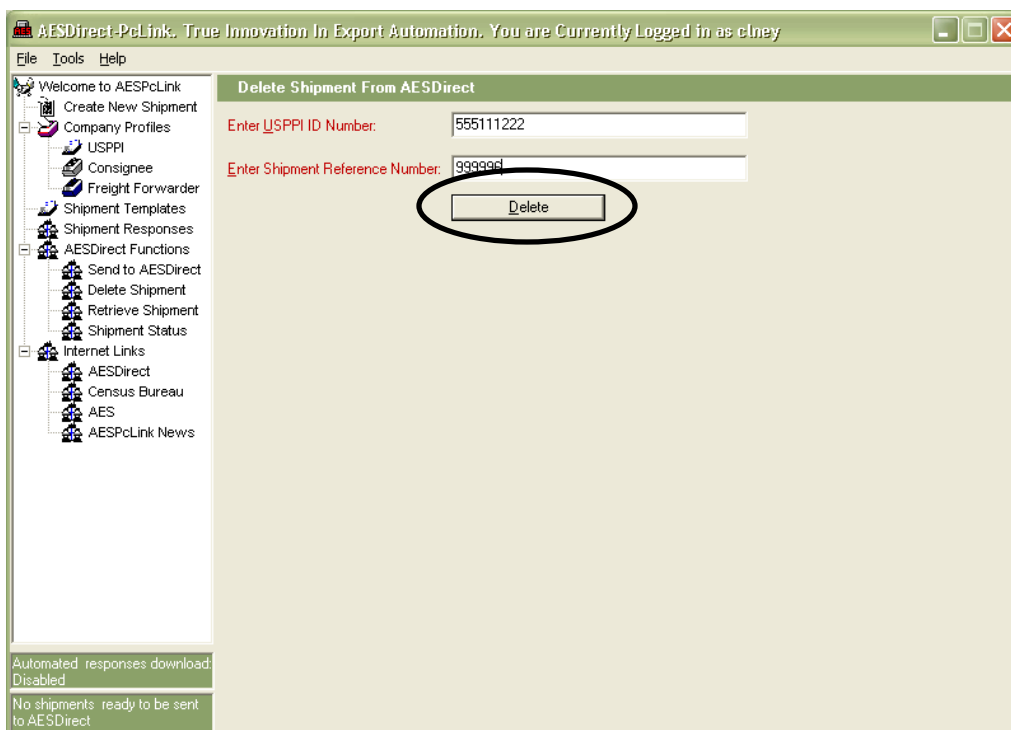 AESDirect-PcLink. True Innovation In Export Automation. You are Currently Logged in as clney
File Tools Help
Welcome to AESPcLink
Create New Shipment
Company Profiles
USPPI
Consignee
Freight Forwarder
Shipment Templates
Shipment Responses
AESDirect Functions
Send to AESDirect
Delete Shipment
Retrieve Shipment
Shipment Status
Internet Links
AESDirect
Census Bureau
AES
AESPcLink News
Automated responses download:
Disabled
No shipments ready to be sent
to AESDirect
Delete Shipment From AESDirect
Enter USPPI ID Number: 555111222
Enter Shipment Reference Number: 999996
Delete